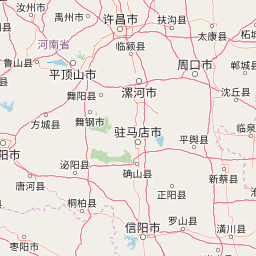 汝州市
禹州市
许昌市
扶沟县
太康县
柘城
河南省
临颍县
鲁山县
平顶山市
周口市
郸城县
舞阳县
漯河市
沈丘县
方城县
舞钢市
驻马店市
平舆县
临泉
阳市
泌阳县
确山县
新蔡县
唐河县
正阳县
桐柏县
罗山县
枣阳市
信阳市
潢川县